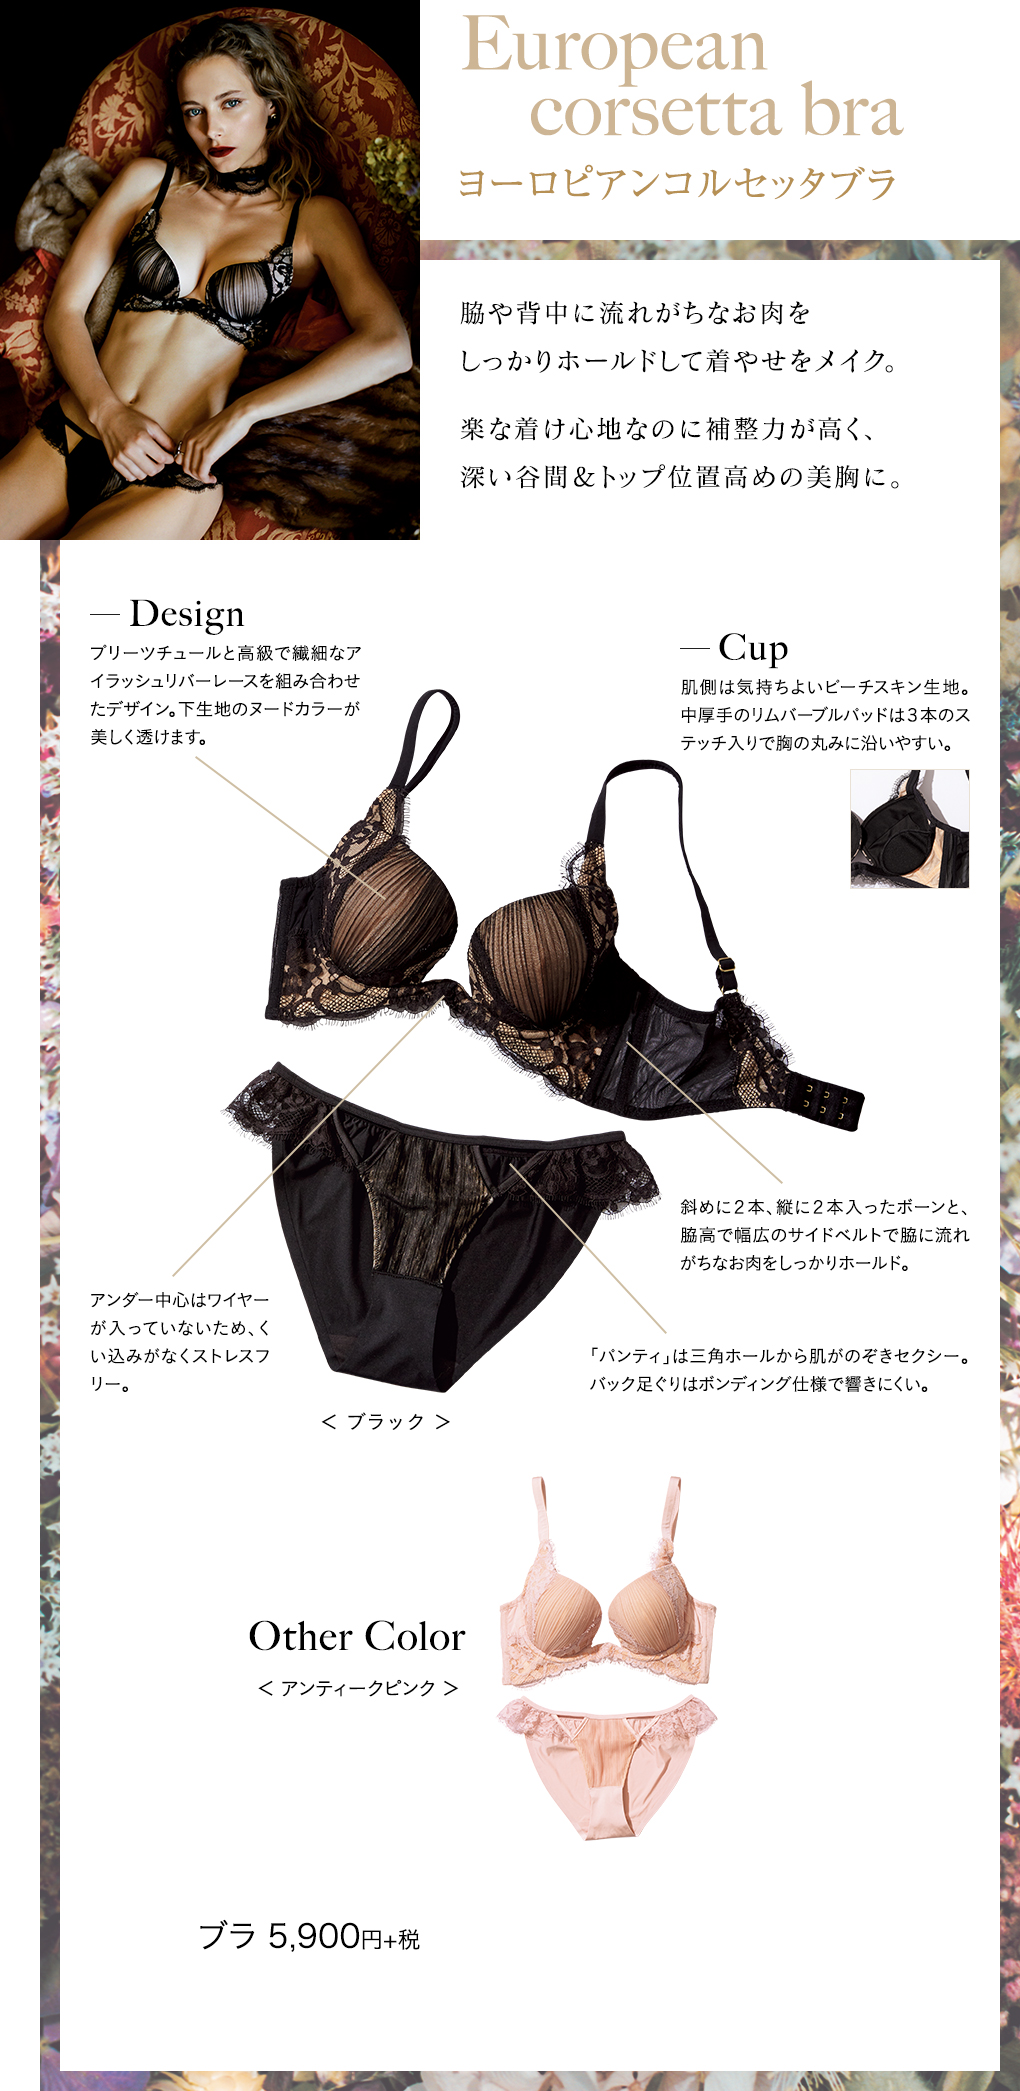 European
corsetta bra
ヨーロピアンコルセッタブラ
脇や背中に流れがちなお肉を
しっかりホールドして着やせをメイク。
楽な着け心地なのに補整力が高く、
深い谷間＆トップ位置高めの美胸に。
— Design
プリーツチュールと高級で繊細なア
イラッシュリバーレースを組み合わせ
たデザイン。下生地のヌードカラーが
美しく透けます。
— Cup
肌側は気持ちよいピーチスキン生地。
中厚手のリムバーブルパッドは３本のス
テッチ入りで胸の丸みに沿いやすい。
斜めに２本、縦に２本入ったボーンと、
脇高で幅広のサイドベルトで脇に流れ
がちなお肉をしっかりホールド。
アンダー中心はワイヤー
が入っていないため、く
い込みがなくストレスフ
リー。
「パンティ」は三角ホールから肌がのぞきセクシー。
バック足ぐりはボンディング仕様で響きにくい。
＜ ブラック ＞
Other Color
＜ アンティークピンク ＞
ブラ 5,900円+税